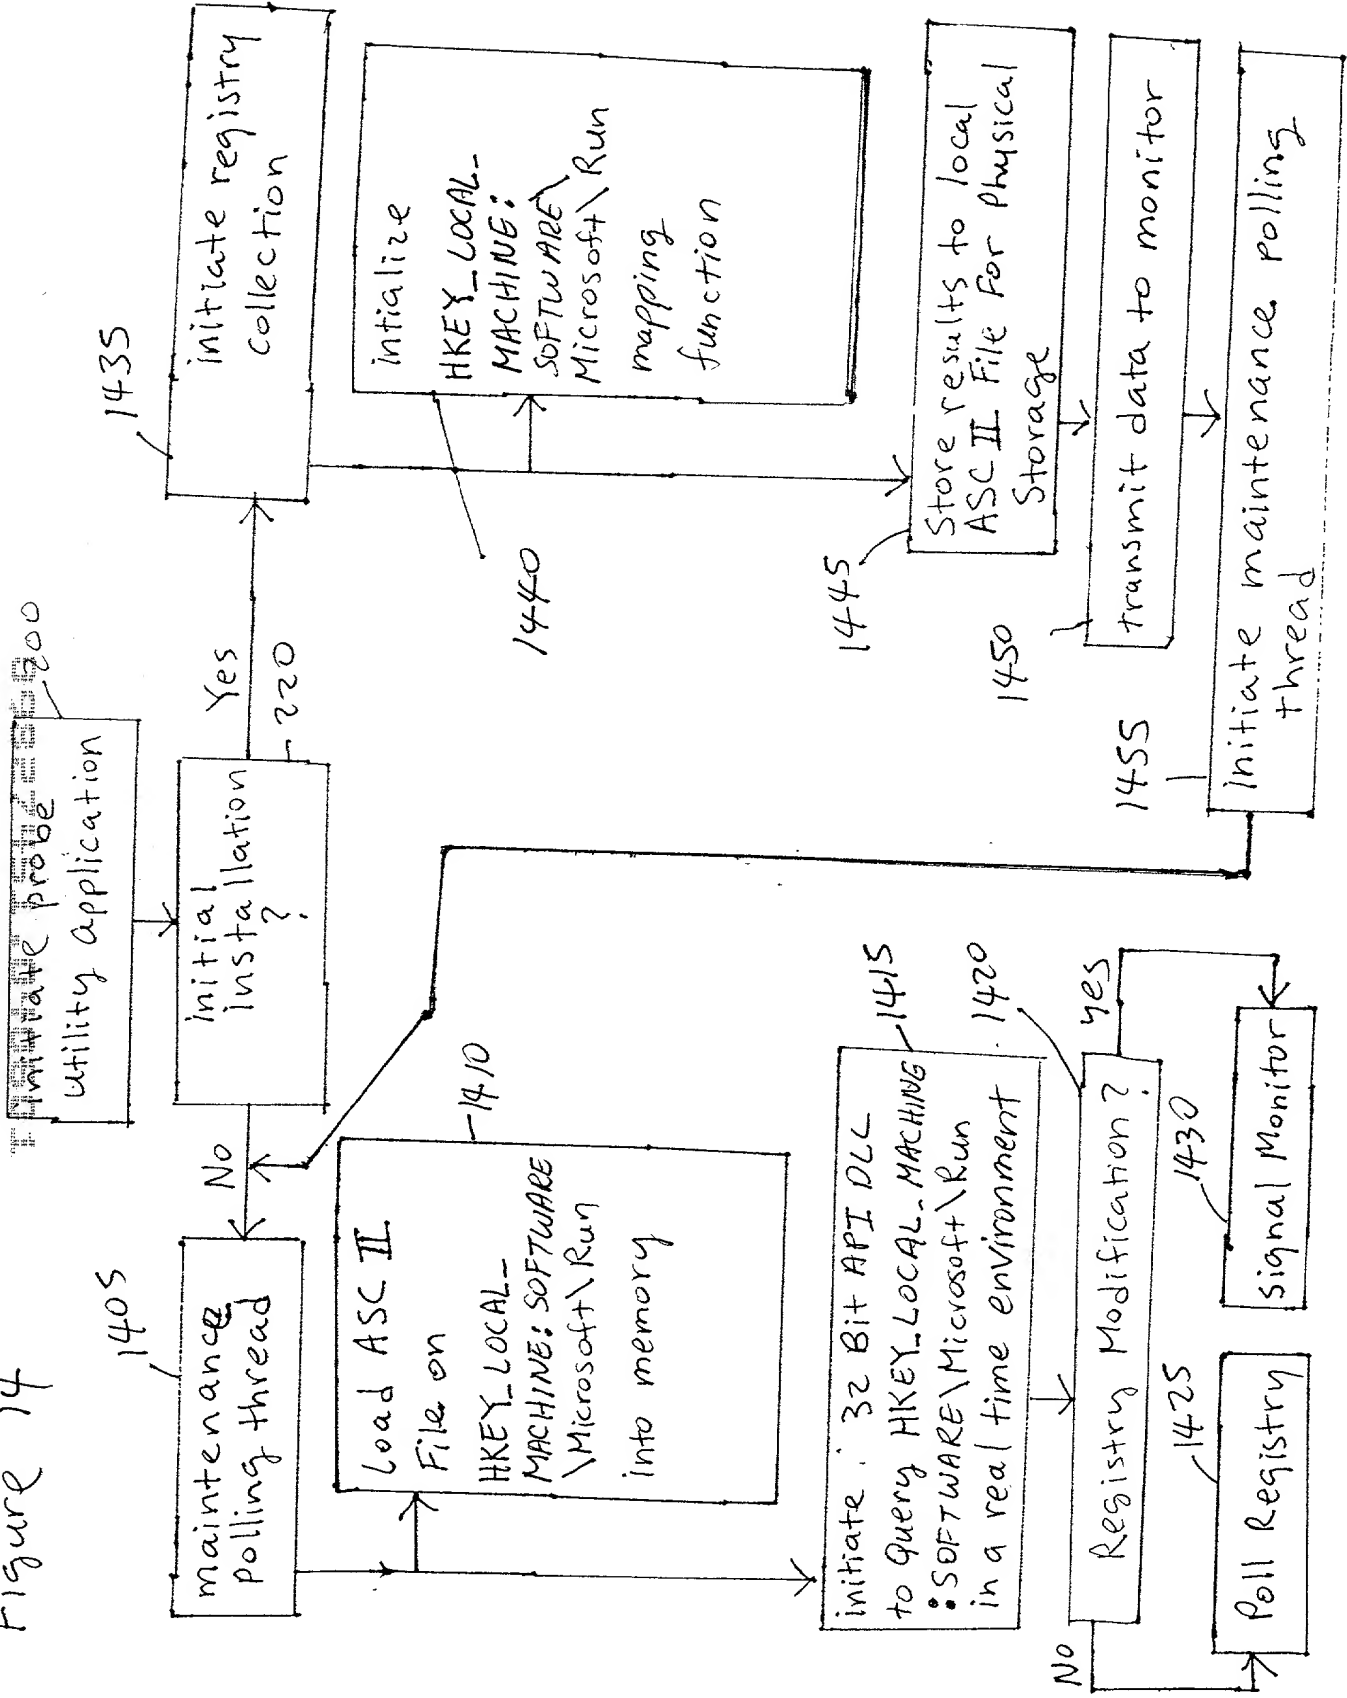 Figure 14
Initiate probe
Utility application
200
Initial
Installation
?
220
No
Yes
1405
maintenance
polling thread
1410
Load ASC II
File on
HKEY_LOCAL_
MACHINE: SOFTWARE
\Microsoft\Run
into memory
1415
initiate 32 Bit API DLL
to Query HKEY_LOCAL_MACHINE
:SOFTWARE\Microsoft\Run
in a real time environment
1420
Registry Modification?
No
yes
1425
Poll Registry
1430
Signal Monitor
1435
initiate registry
collection
1440
intialize
HKEY_LOCAL_
MACHINE:
SOFTWARE\
Microsoft\Run
mapping
function
1445
Store results to local
ASC II File For Physical
Storage
1450
transmit data to monitor
1455
Initiate maintenance polling
thread